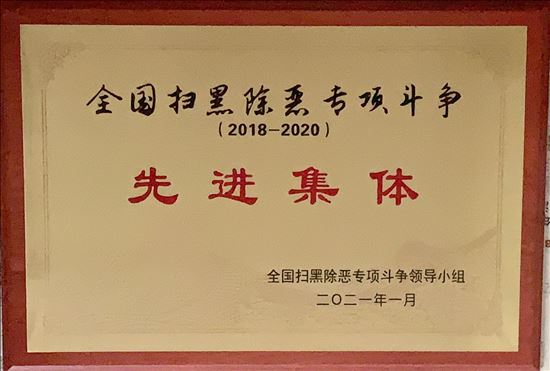 全国扫黑除恶专项斗争
（2018-2020）
先进集体
全国扫黑除恶专项斗争领导小组
二〇二一年一月